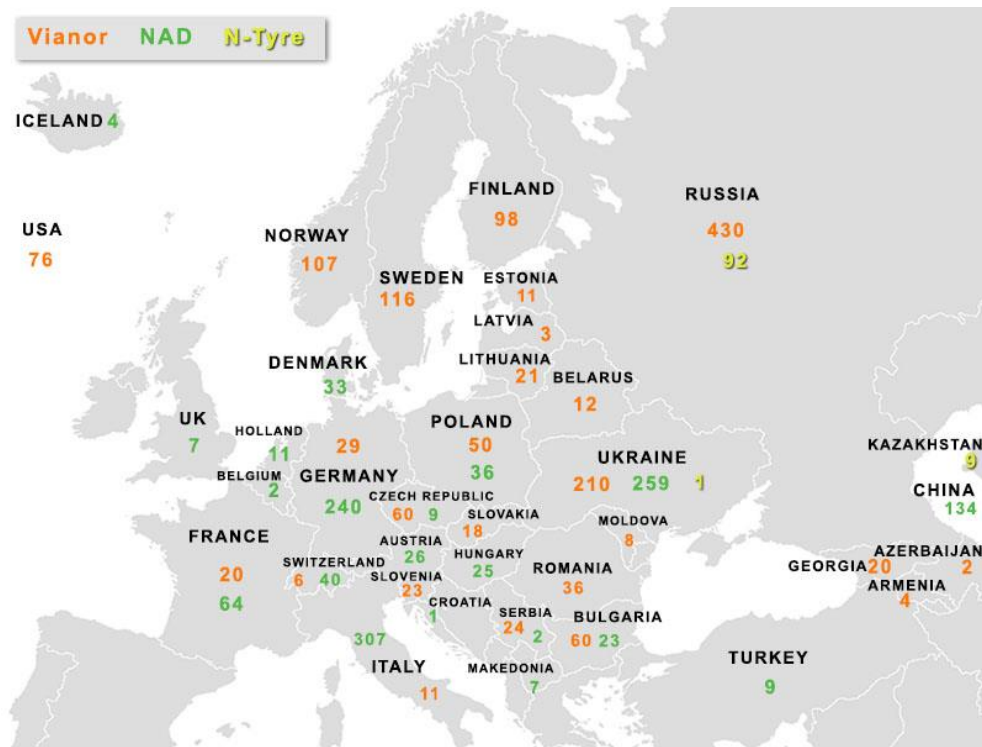 Vianor NAD N-Tyre
ICELAND 4
FINLAND
98
RUSSIA
430
92
USA
76
NORWAY
107
SWEDEN
116
ESTONIA
11
LATVIA
3
LITHUANIA
21
BELARUS
12
DENMARK
33
UK
7
HOLLAND
11
BELGIUM
2
29
GERMANY
240
POLAND
50
36
UKRAINE
210 259 1
KAZAKHSTAN
9
CHINA
134
CZECH REPUBLIC
60 9
SLOVAKIA
18
MOLDOVA
8
FRANCE
20
64
SWITZERLAND
6 40
AUSTRIA
26
HUNGARY
25
SLOVENIA
23
ROMANIA
36
GEORGIA 20
AZERBAIJAN
2
ARMENIA
4
CROATIA
1
SERBIA
24 2
BULGARIA
60 23
307
ITALY
11
MAKEDONIA
7
TURKEY
9